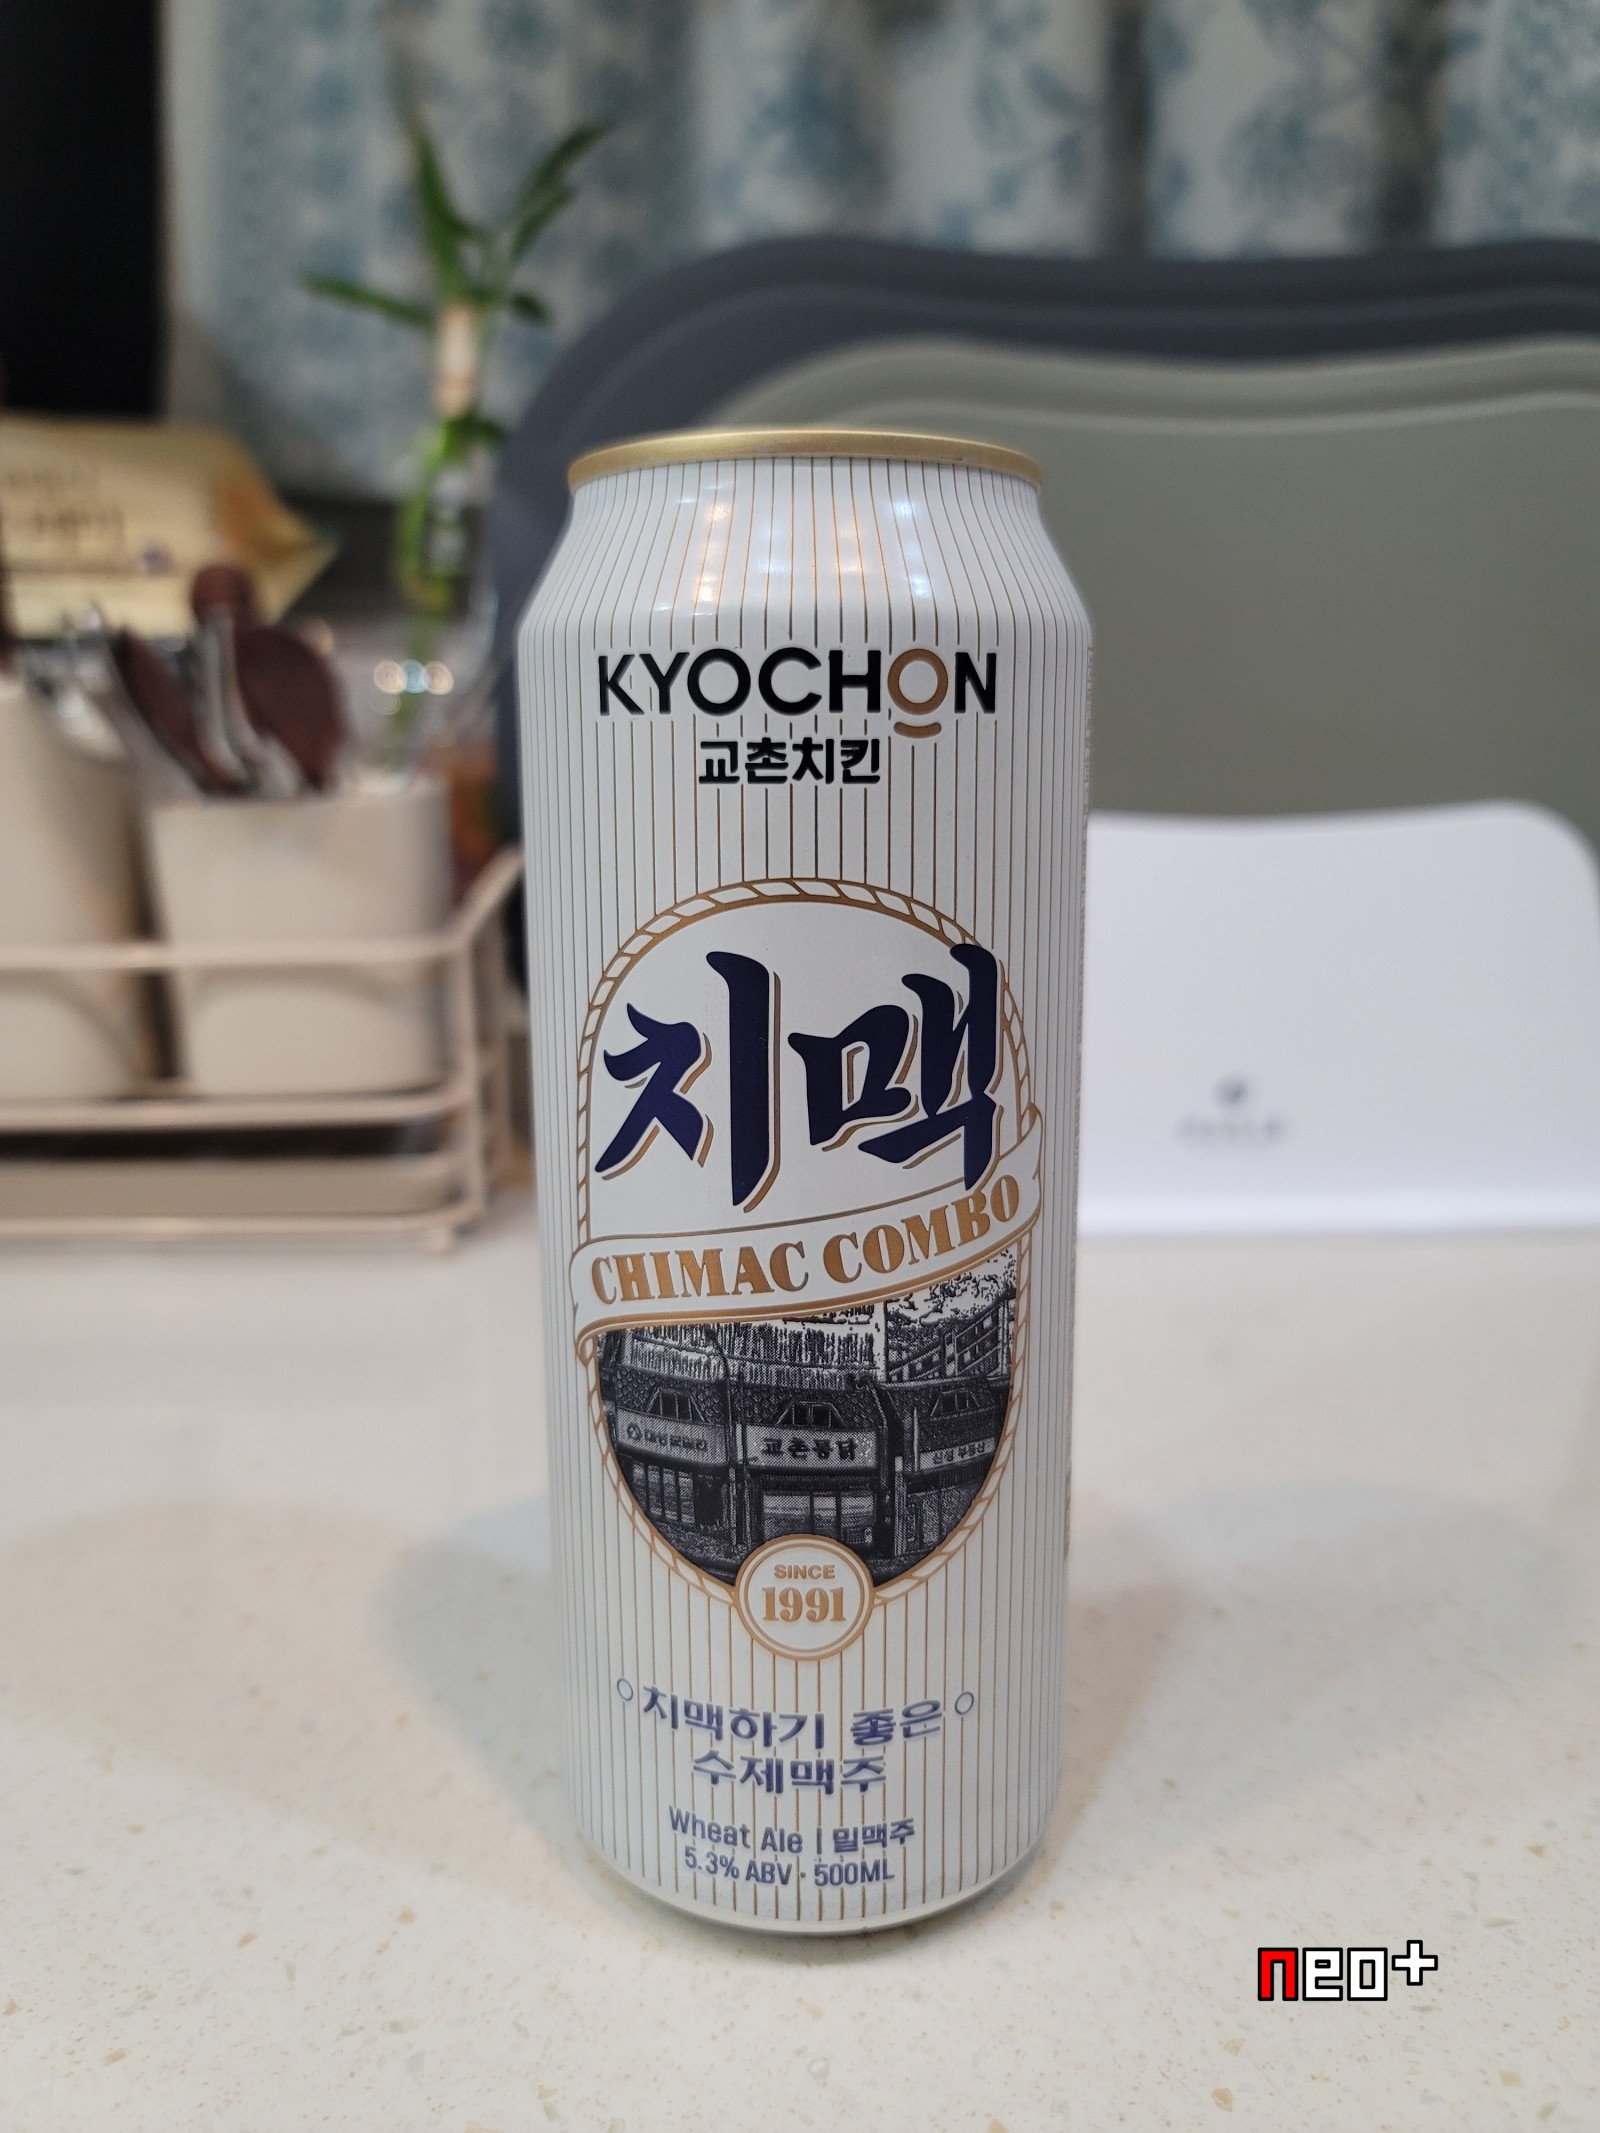 KYOCHON
교촌치킨
치맥
CHIMAC COMBO
교촌통닭
SINCE
1991
치맥하기 좋은
수제맥주
Wheat Ale | 밀맥주
5.3% ABV · 500ML
neo+